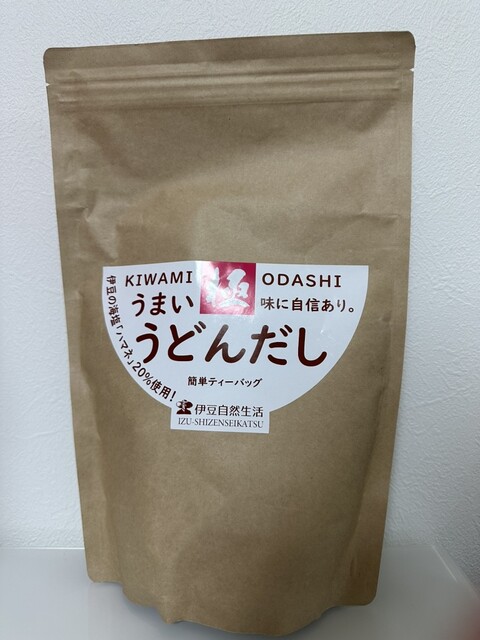 KIWAMI 極 ODASHI
うまい 味に自信あり。
うどんだし
簡単ティーバッグ
伊豆の海塩「ハマネ」20%使用!
伊豆自然生活
IZU-SHIZENSEIKATSU